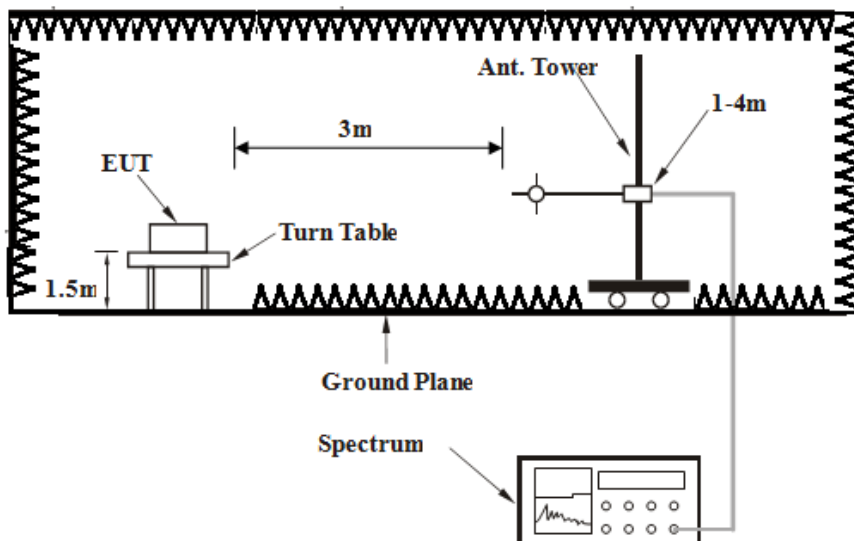 Ant. Tower
1-4m
3m
EUT
Turn Table
1.5m
Ground Plane
Spectrum